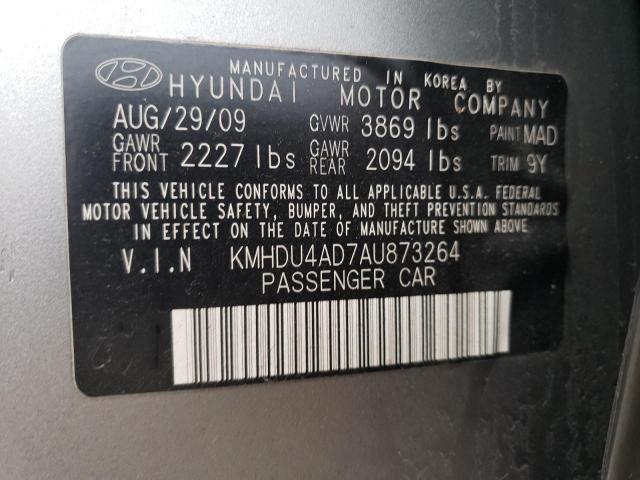 MANUFACTURED IN KOREA BY
HYUNDAI MOTOR COMPANY
AUG/29/09 GVWR 3869 lbs PAINT MAD
GAWR FRONT 2227 lbs GAWR REAR 2094 lbs TRIM 9Y
THIS VEHICLE CONFORMS TO ALL APPLICABLE U.S.A. FEDERAL
MOTOR VEHICLE SAFETY, BUMPER, AND THEFT PREVENTION STANDARDS
IN EFFECT ON THE DATE OF MANUFACTURE SHOWN ABOVE.
V.I.N KMHDU4AD7AU873264
PASSENGER CAR